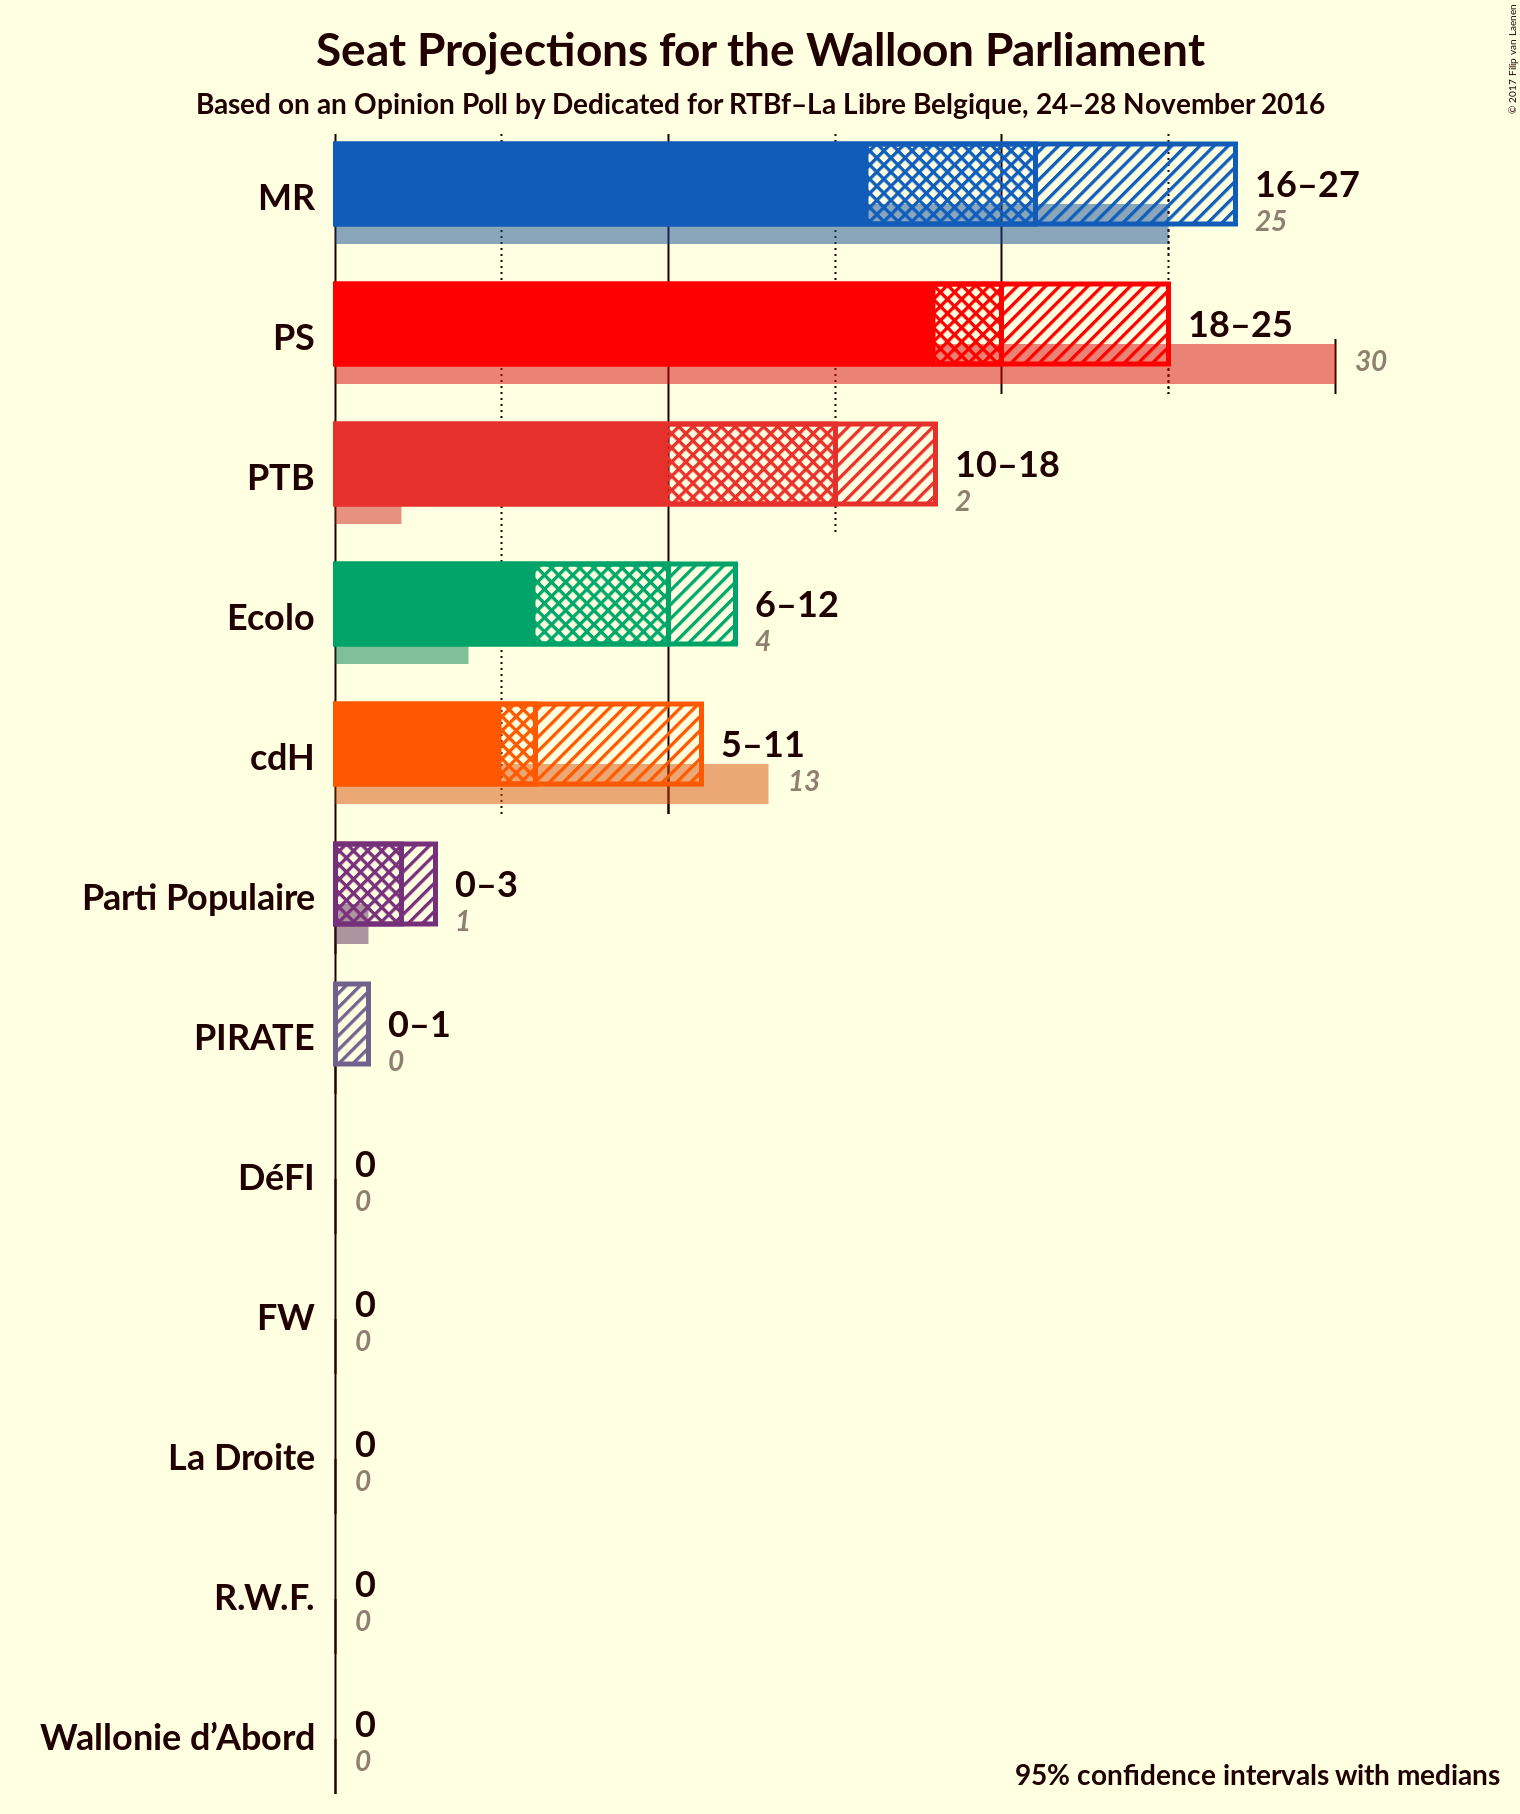 Seat Projections for the Walloon Parliament
Based on an Opinion Poll by Dedicated for RTBf–La Libre Belgique, 24–28 November 2016
© 2017 Filip van Laenen
MR
16–27
25
PS
18–25
30
PTB
10–18
2
Ecolo
6–12
4
cdH
5–11
13
Parti Populaire
0–3
1
PIRATE
0–1
0
DéFI
0
0
FW
0
0
La Droite
0
0
R.W.F.
0
0
Wallonie d’Abord
0
0
95% confidence intervals with medians